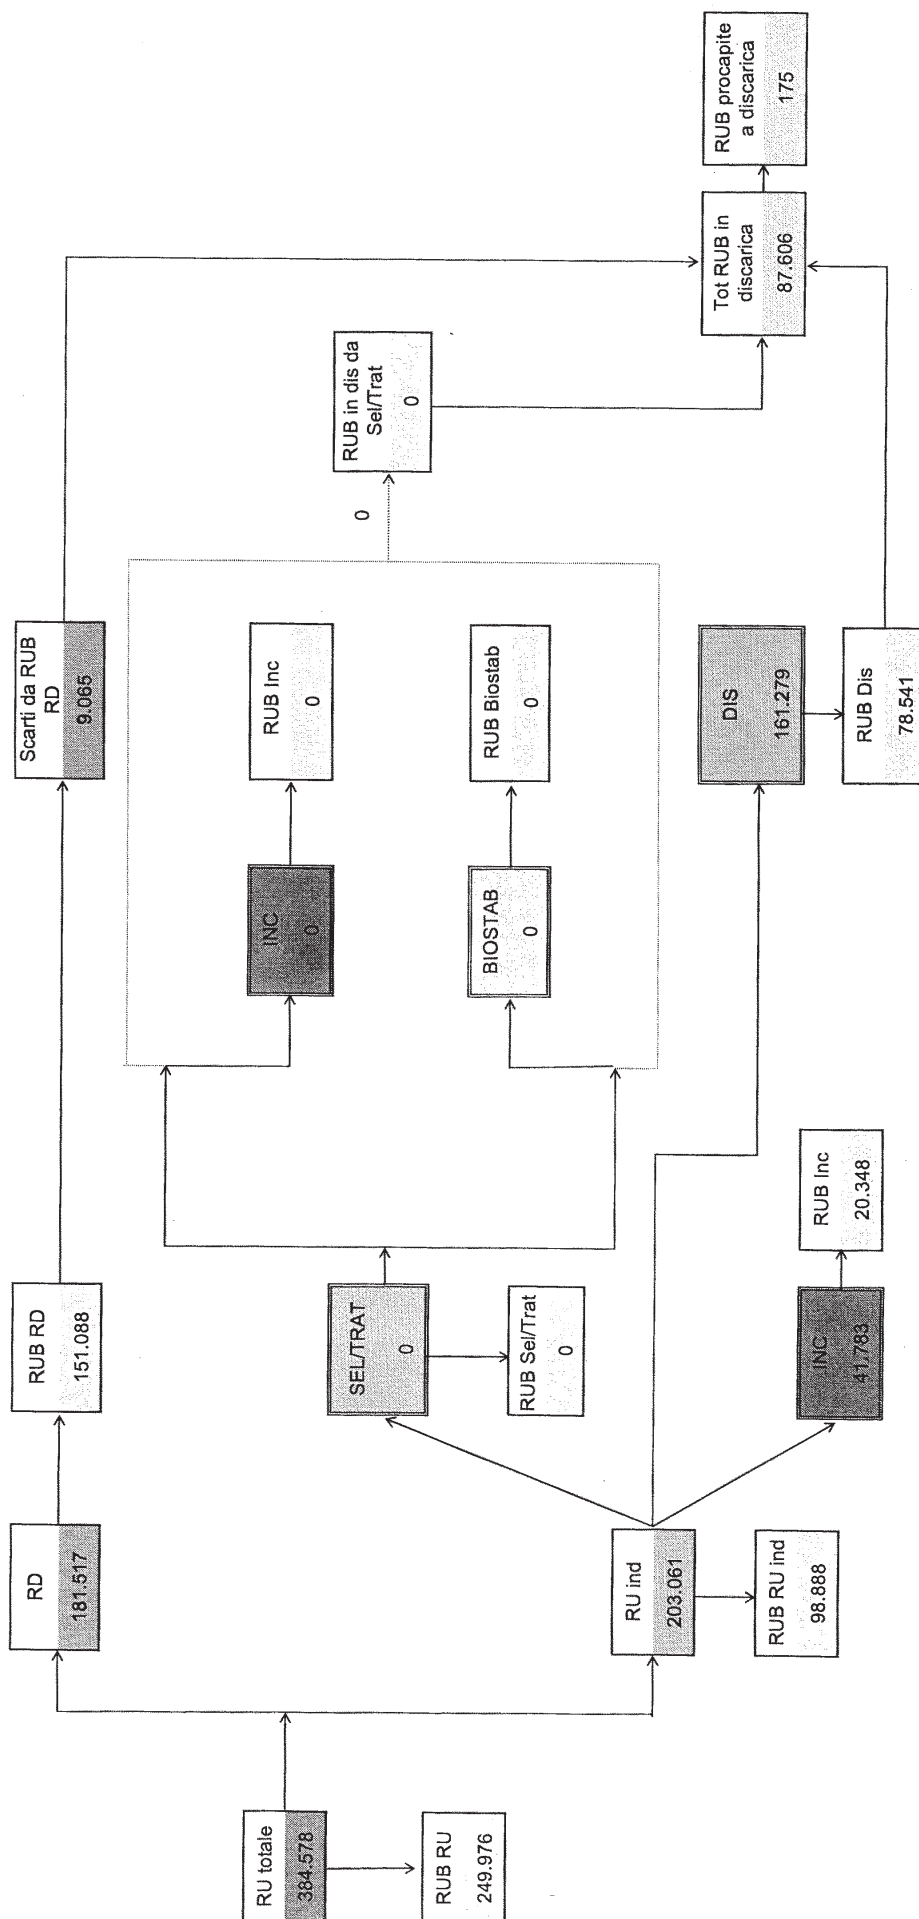 RU totale
384.578
RUB RU
249.976
RD
181.517
RU ind
203.061
RUB RU ind
98.888
RUB RD
151.088
SEL/TRAT
0
RUB Sel/Trat
0
INC
41.783
RUB Inc
20.348
INC
0
BIOSTAB
0
Scarti da RUB
RD
9.065
RUB Inc
0
RUB Biostab
0
DIS
161.279
RUB Dis
78.541
0
RUB in dis da
Sel/Trat
0
Tot RUB in
discarica
87.606
RUB procapite
a discarica
175